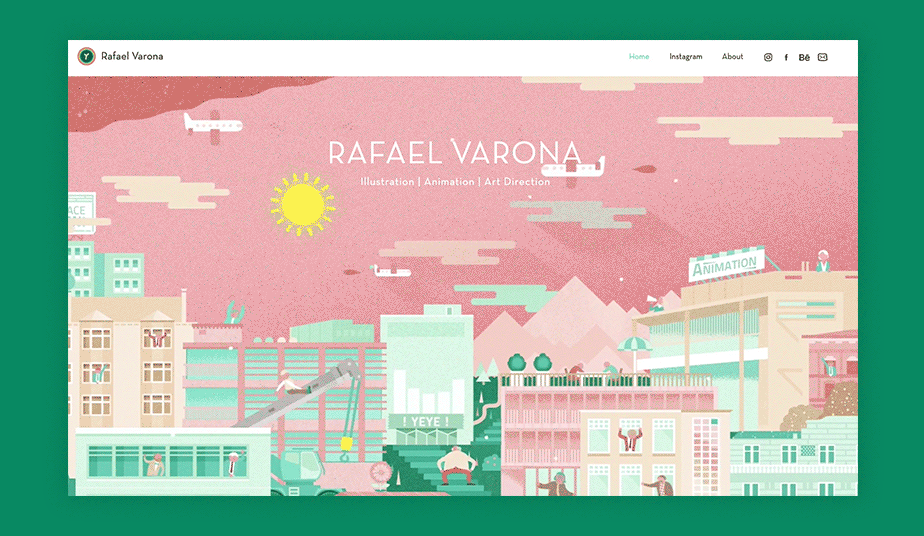 Y Rafael Varona
Home Instagram About f Bē
RAFAEL VARONA
Illustration | Animation | Art Direction
ACE
ANIMATION
! YEYE !